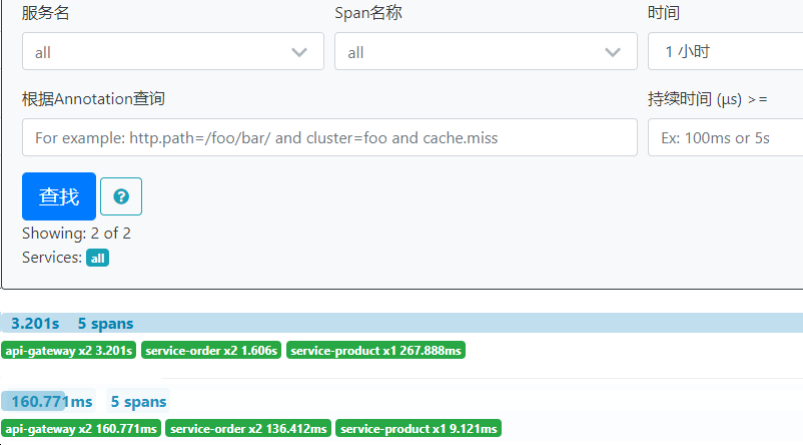 服务名 Span名称 时间
all all 1 小时
根据Annotation查询 持续时间 (μs) >=
For example: http.path=/foo/bar/ and cluster=foo and cache.miss Ex: 100ms or 5s
查找 ?
Showing: 2 of 2
Services: all
3.201s 5 spans
api-gateway x2 3.201s service-order x2 1.606s service-product x1 267.888ms
160.771ms 5 spans
api-gateway x2 160.771ms service-order x2 136.412ms service-product x1 9.121ms